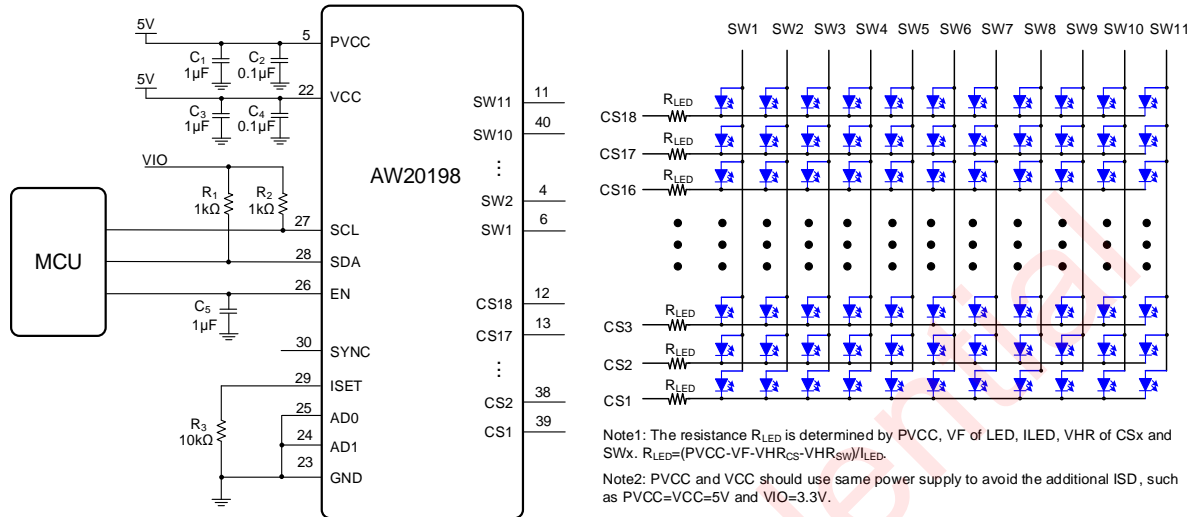 5V
5
PVCC
C1
1μF
C2
0.1μF
5V
22
VCC
C3
1μF
C4
0.1μF
VIO
R1
1kΩ
R2
1kΩ
MCU
27
SCL
28
SDA
26
EN
C5
1μF
30
SYNC
29
ISET
R3
10kΩ
25
AD0
24
AD1
23
GND
AW20198
SW11
11
SW10
40
SW2
4
SW1
6
CS18
12
CS17
13
CS2
38
CS1
39
SW1 SW2 SW3 SW4 SW5 SW6 SW7 SW8 SW9 SW10 SW11
CS18
RLED
CS17
RLED
CS16
RLED
CS3
RLED
CS2
RLED
CS1
RLED
Note1: The resistance RLED is determined by PVCC, VF of LED, ILED, VHR of CSx and
SWx. RLED=(PVCC-VF-VHRCS-VHRSW)/ILED.
Note2: PVCC and VCC should use same power supply to avoid the additional ISD, such
as PVCC=VCC=5V and VIO=3.3V.
ential